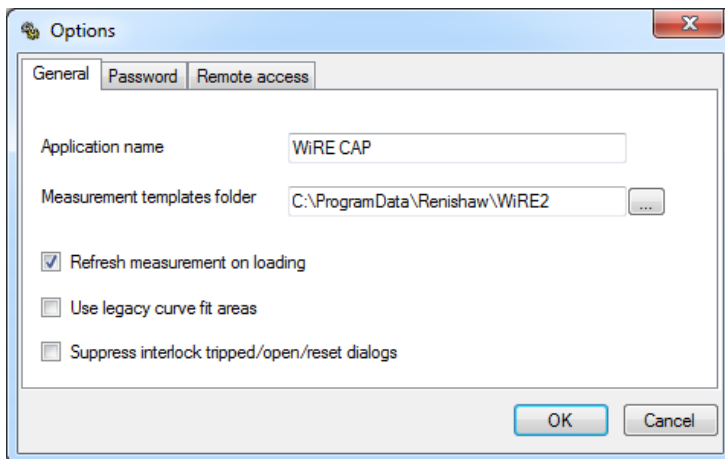 Options
General Password Remote access
Application name WiRE CAP
Measurement templates folder C:\ProgramData\Renishaw\WiRE2 ...
Refresh measurement on loading
Use legacy curve fit areas
Suppress interlock tripped/open/reset dialogs
OK Cancel